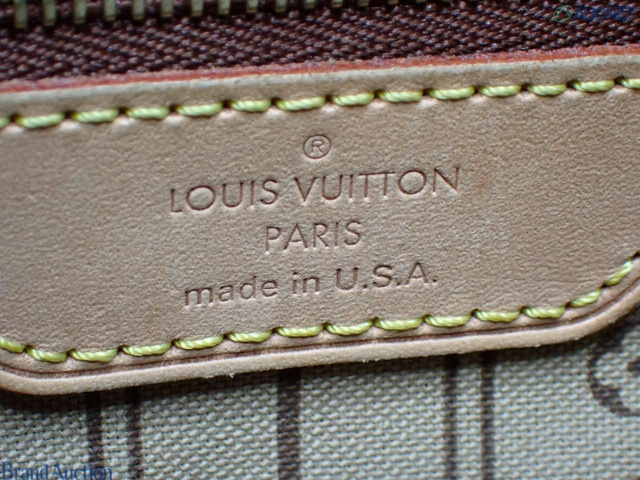 ®
LOUIS VUITTON
PARIS
made in U.S.A.
Brand Auction